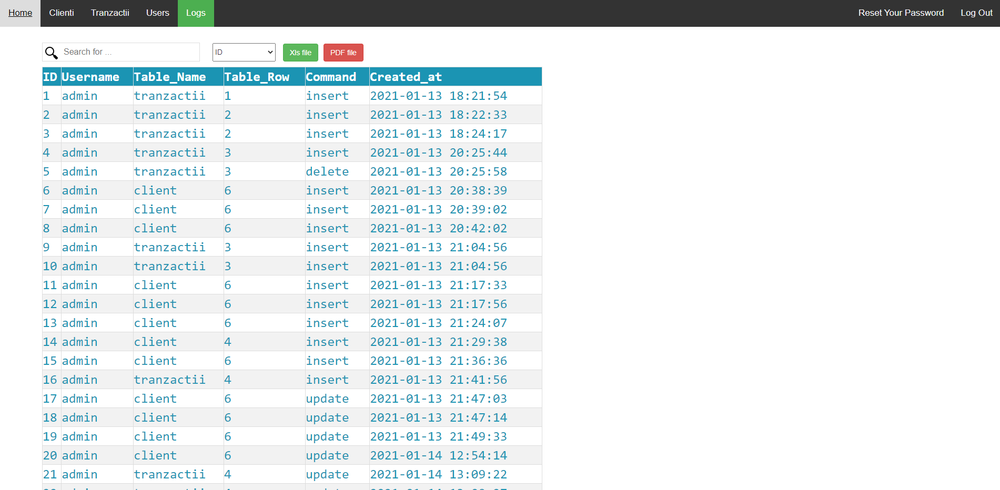 Home Clienti Tranzactii Users Logs Reset Your Password Log Out
Search for ... ID Xls file PDF file
ID Username Table_Name Table_Row Command Created_at
1 admin tranzactii 1 insert 2021-01-13 18:21:54
2 admin tranzactii 2 insert 2021-01-13 18:22:33
3 admin tranzactii 2 insert 2021-01-13 18:24:17
4 admin tranzactii 3 insert 2021-01-13 20:25:44
5 admin tranzactii 3 delete 2021-01-13 20:25:58
6 admin client 6 insert 2021-01-13 20:38:39
7 admin client 6 insert 2021-01-13 20:39:02
8 admin client 6 insert 2021-01-13 20:42:02
9 admin tranzactii 3 insert 2021-01-13 21:04:56
10 admin tranzactii 3 insert 2021-01-13 21:04:56
11 admin client 6 insert 2021-01-13 21:17:33
12 admin client 6 insert 2021-01-13 21:17:56
13 admin client 6 insert 2021-01-13 21:24:07
14 admin client 4 insert 2021-01-13 21:29:38
15 admin client 6 insert 2021-01-13 21:36:36
16 admin tranzactii 4 insert 2021-01-13 21:41:56
17 admin client 6 update 2021-01-13 21:47:03
18 admin client 6 update 2021-01-13 21:47:14
19 admin client 6 update 2021-01-13 21:49:33
20 admin client 6 update 2021-01-14 12:54:14
21 admin tranzactii 4 update 2021-01-14 13:09:22